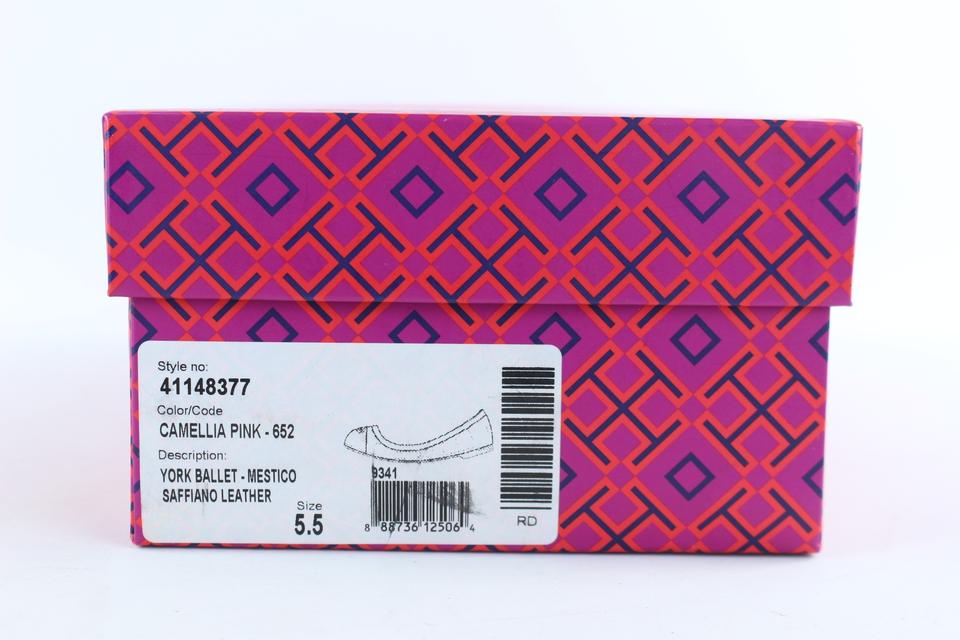 Style no:
41148377
Color/Code
CAMELLIA PINK - 652
Description:
YORK BALLET - MESTICO
SAFFIANO LEATHER
Size
5.5
9341
8 88736 12506 4
RD